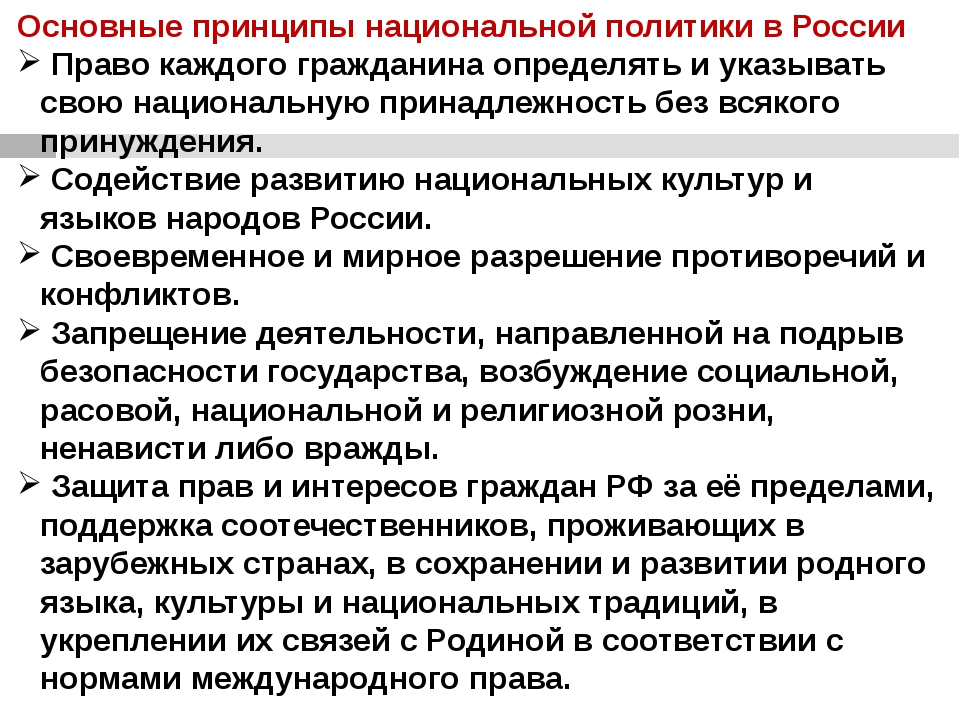 Основные принципы национальной политики в России
➢ Право каждого гражданина определять и указывать
свою национальную принадлежность без всякого
принуждения.
➢ Содействие развитию национальных культур и
языков народов России.
➢ Своевременное и мирное разрешение противоречий и
конфликтов.
➢ Запрещение деятельности, направленной на подрыв
безопасности государства, возбуждение социальной,
расовой, национальной и религиозной розни,
ненависти либо вражды.
➢ Защита прав и интересов граждан РФ за её пределами,
поддержка соотечественников, проживающих в
зарубежных странах, в сохранении и развитии родного
языка, культуры и национальных традиций, в
укреплении их связей с Родиной в соответствии с
нормами международного права.